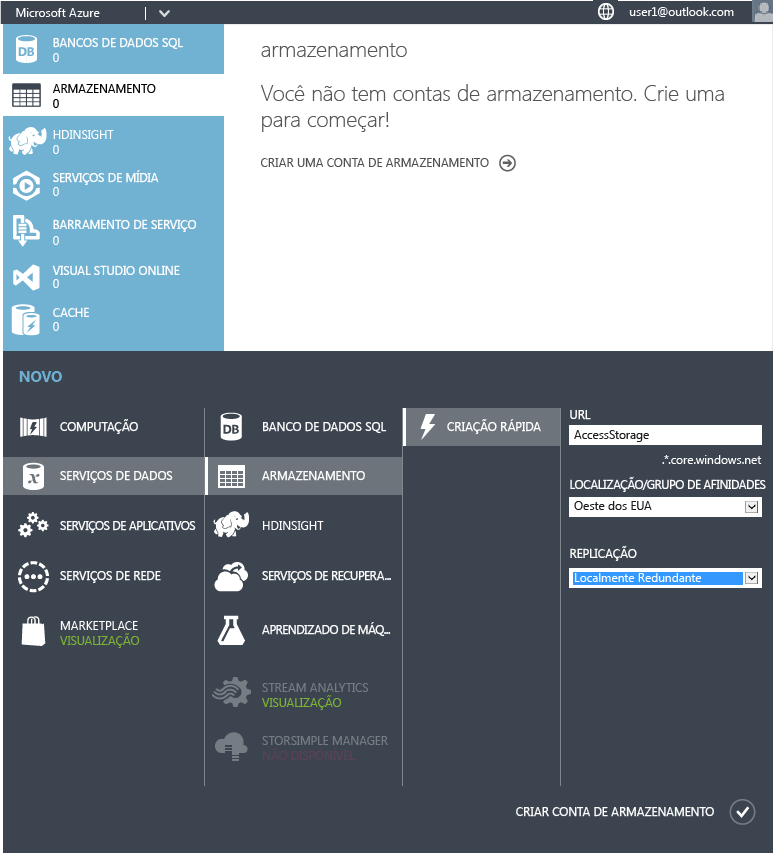 Microsoft Azure
user1@outlook.com
BANCOS DE DADOS SQL
0
ARMAZENAMENTO
0
HDINSIGHT
0
SERVIÇOS DE MÍDIA
0
BARRAMENTO DE SERVIÇO
0
VISUAL STUDIO ONLINE
0
CACHE
0
armazenamento
Você não tem contas de armazenamento. Crie uma
para começar!
CRIAR UMA CONTA DE ARMAZENAMENTO
NOVO
COMPUTAÇÃO
SERVIÇOS DE DADOS
SERVIÇOS DE APLICATIVOS
SERVIÇOS DE REDE
MARKETPLACE
VISUALIZAÇÃO
BANCO DE DADOS SQL
ARMAZENAMENTO
HDINSIGHT
SERVIÇOS DE RECUPERA...
APRENDIZADO DE MÁQ...
STREAM ANALYTICS
VISUALIZAÇÃO
STORSIMPLE MANAGER
NÃO DISPONÍVEL
CRIAÇÃO RÁPIDA
URL
AccessStorage
.*.core.windows.net
LOCALIZAÇÃO/GRUPO DE AFINIDADES
Oeste dos EUA
REPLICAÇÃO
Localmente Redundante
CRIAR CONTA DE ARMAZENAMENTO